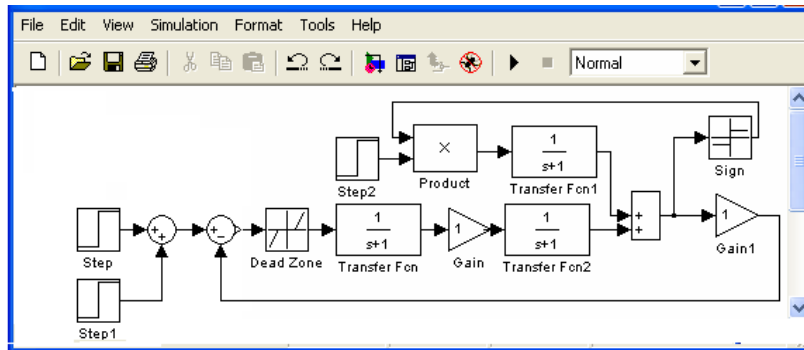 File Edit View Simulation Format Tools Help
Normal
×
1
s+1
Step2
Product
Transfer Fcn1
Sign
1
s+1
1
1
s+1
+
+
1
+
+
+
−
Step
Dead Zone
Transfer Fcn
Gain
Transfer Fcn2
Gain1
Step1